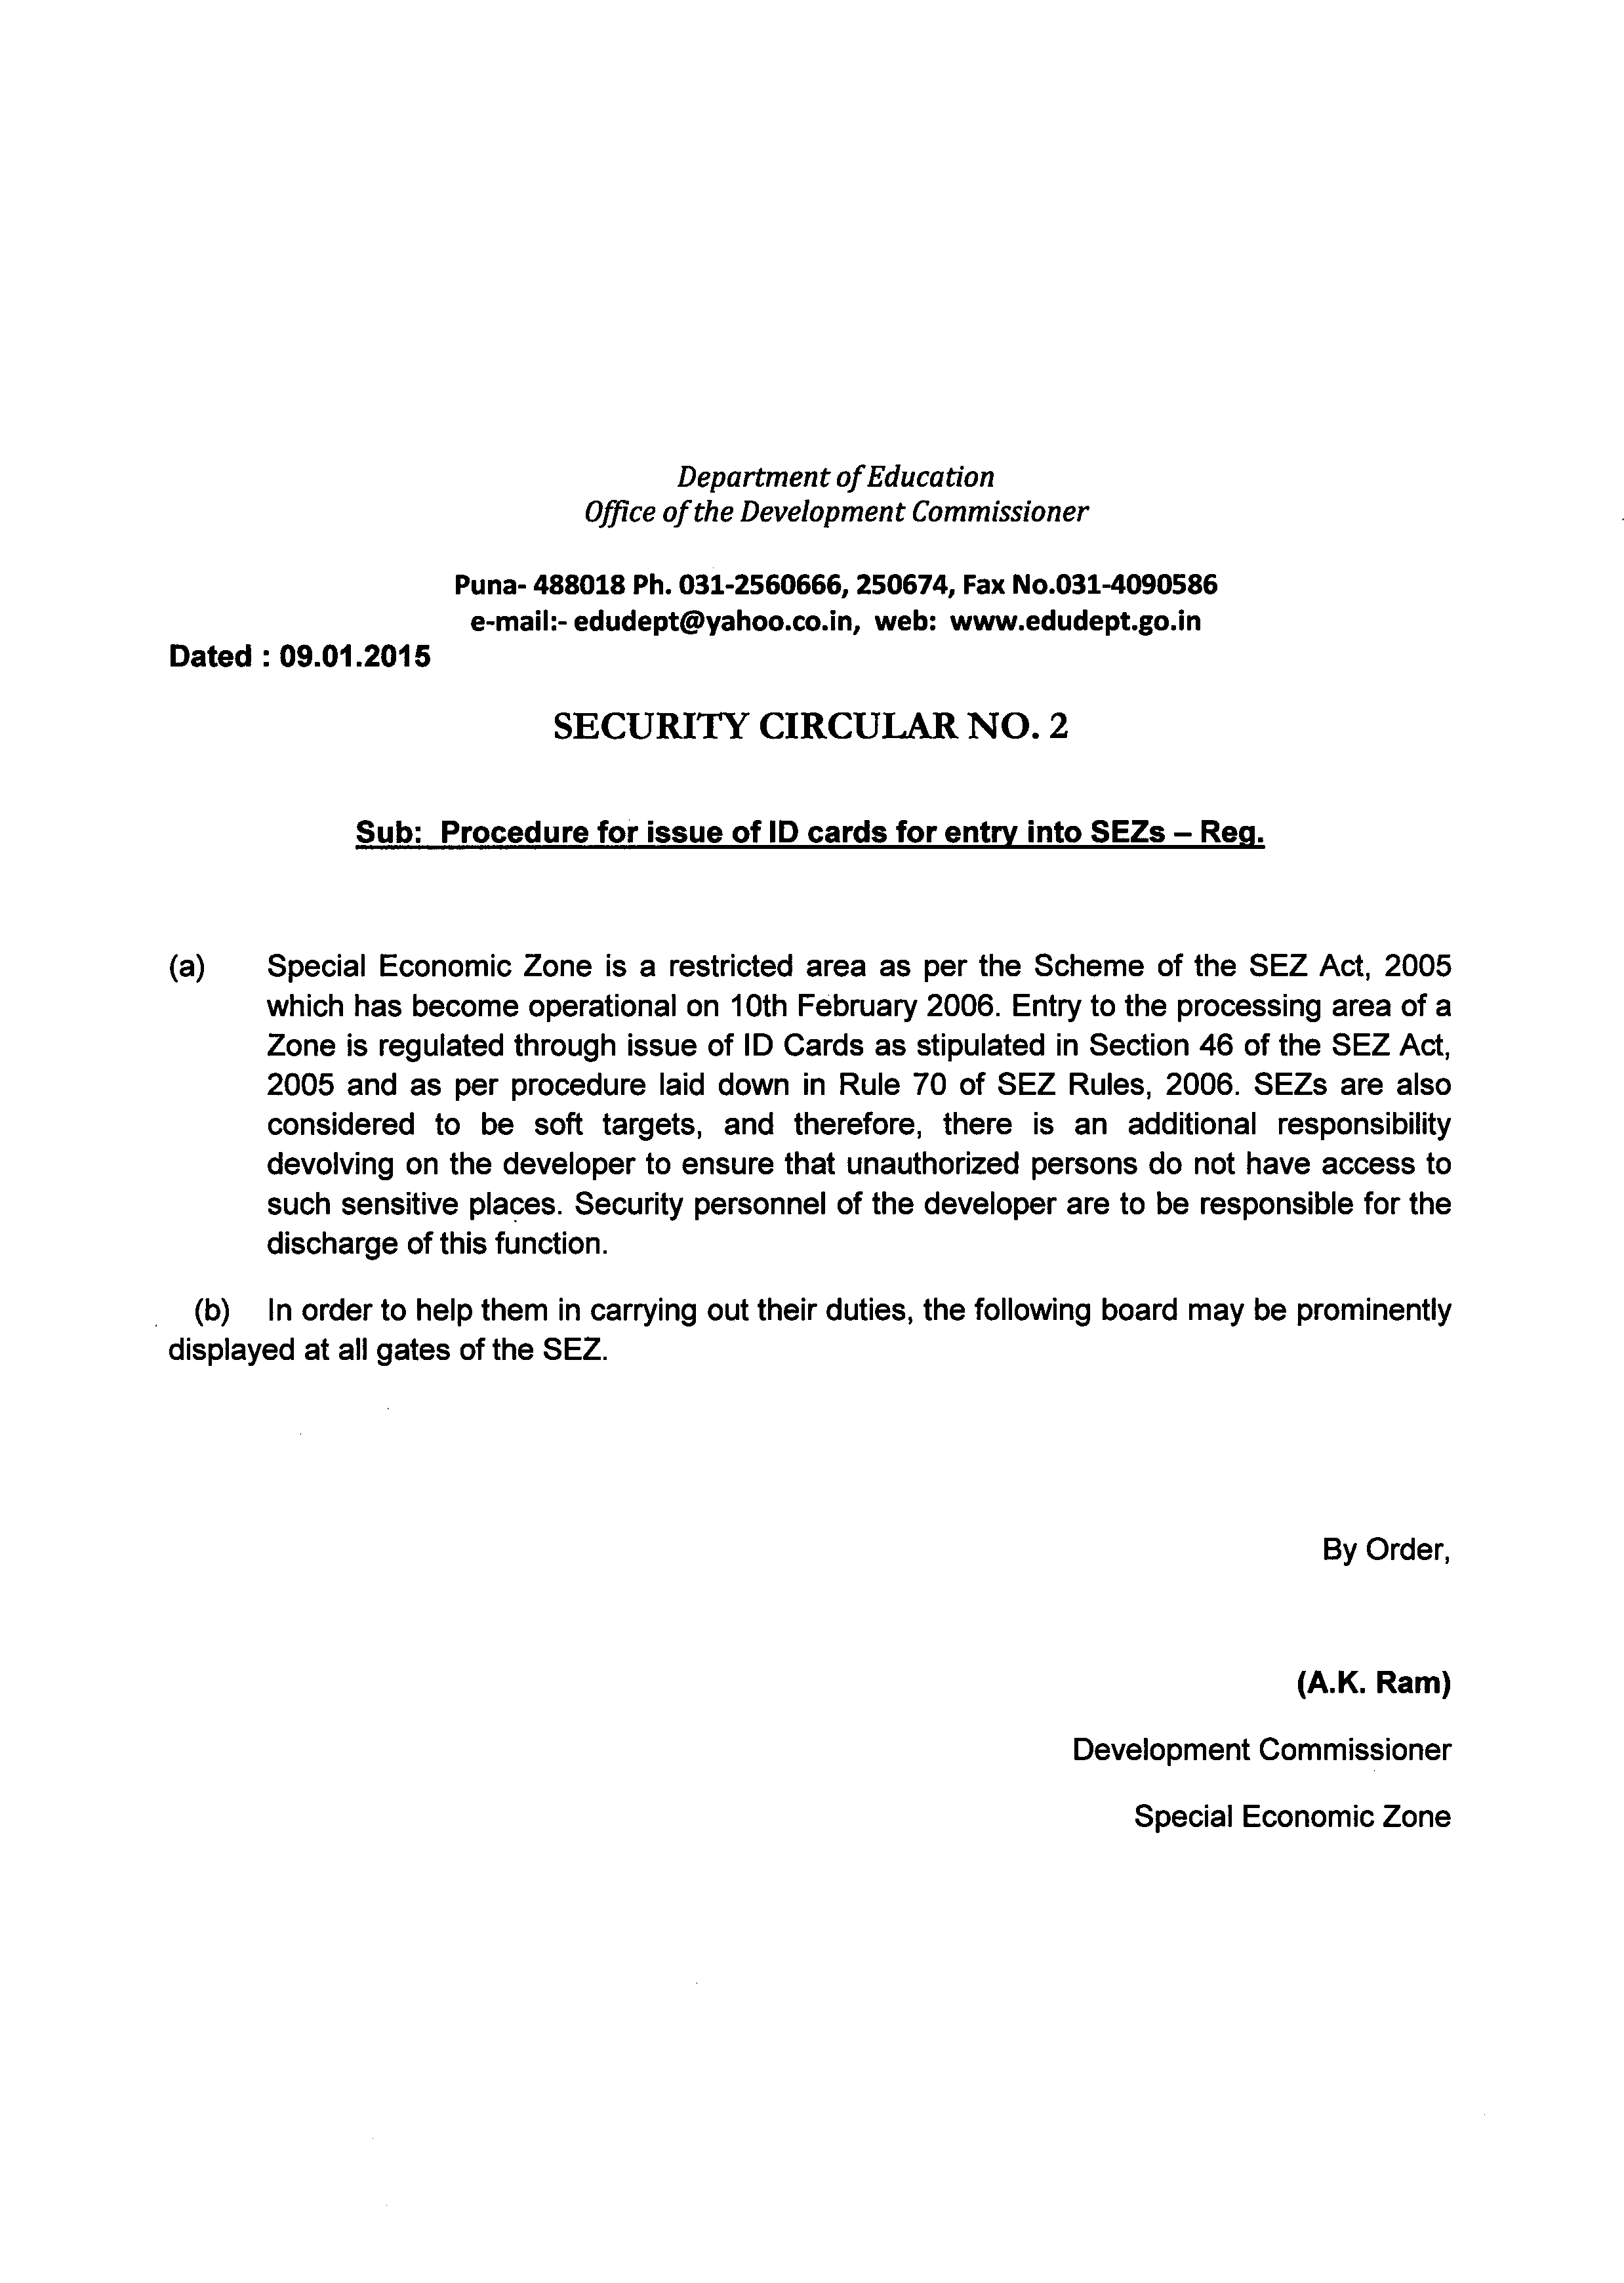 Department of Education
Office of the Development Commissioner
Puna- 488018 Ph. 031-2560666, 250674, Fax No.031-4090586
e-mail:- edudept@yahoo.co.in, web: www.edudept.go.in
Dated : 09.01.2015
SECURITY CIRCULAR NO. 2
Sub: Procedure for issue of ID cards for entry into SEZs – Reg.
(a) Special Economic Zone is a restricted area as per the Scheme of the SEZ Act, 2005
which has become operational on 10th February 2006. Entry to the processing area of a
Zone is regulated through issue of ID Cards as stipulated in Section 46 of the SEZ Act,
2005 and as per procedure laid down in Rule 70 of SEZ Rules, 2006. SEZs are also
considered to be soft targets, and therefore, there is an additional responsibility
devolving on the developer to ensure that unauthorized persons do not have access to
such sensitive places. Security personnel of the developer are to be responsible for the
discharge of this function.
(b) In order to help them in carrying out their duties, the following board may be prominently
displayed at all gates of the SEZ.
By Order,
(A.K. Ram)
Development Commissioner
Special Economic Zone